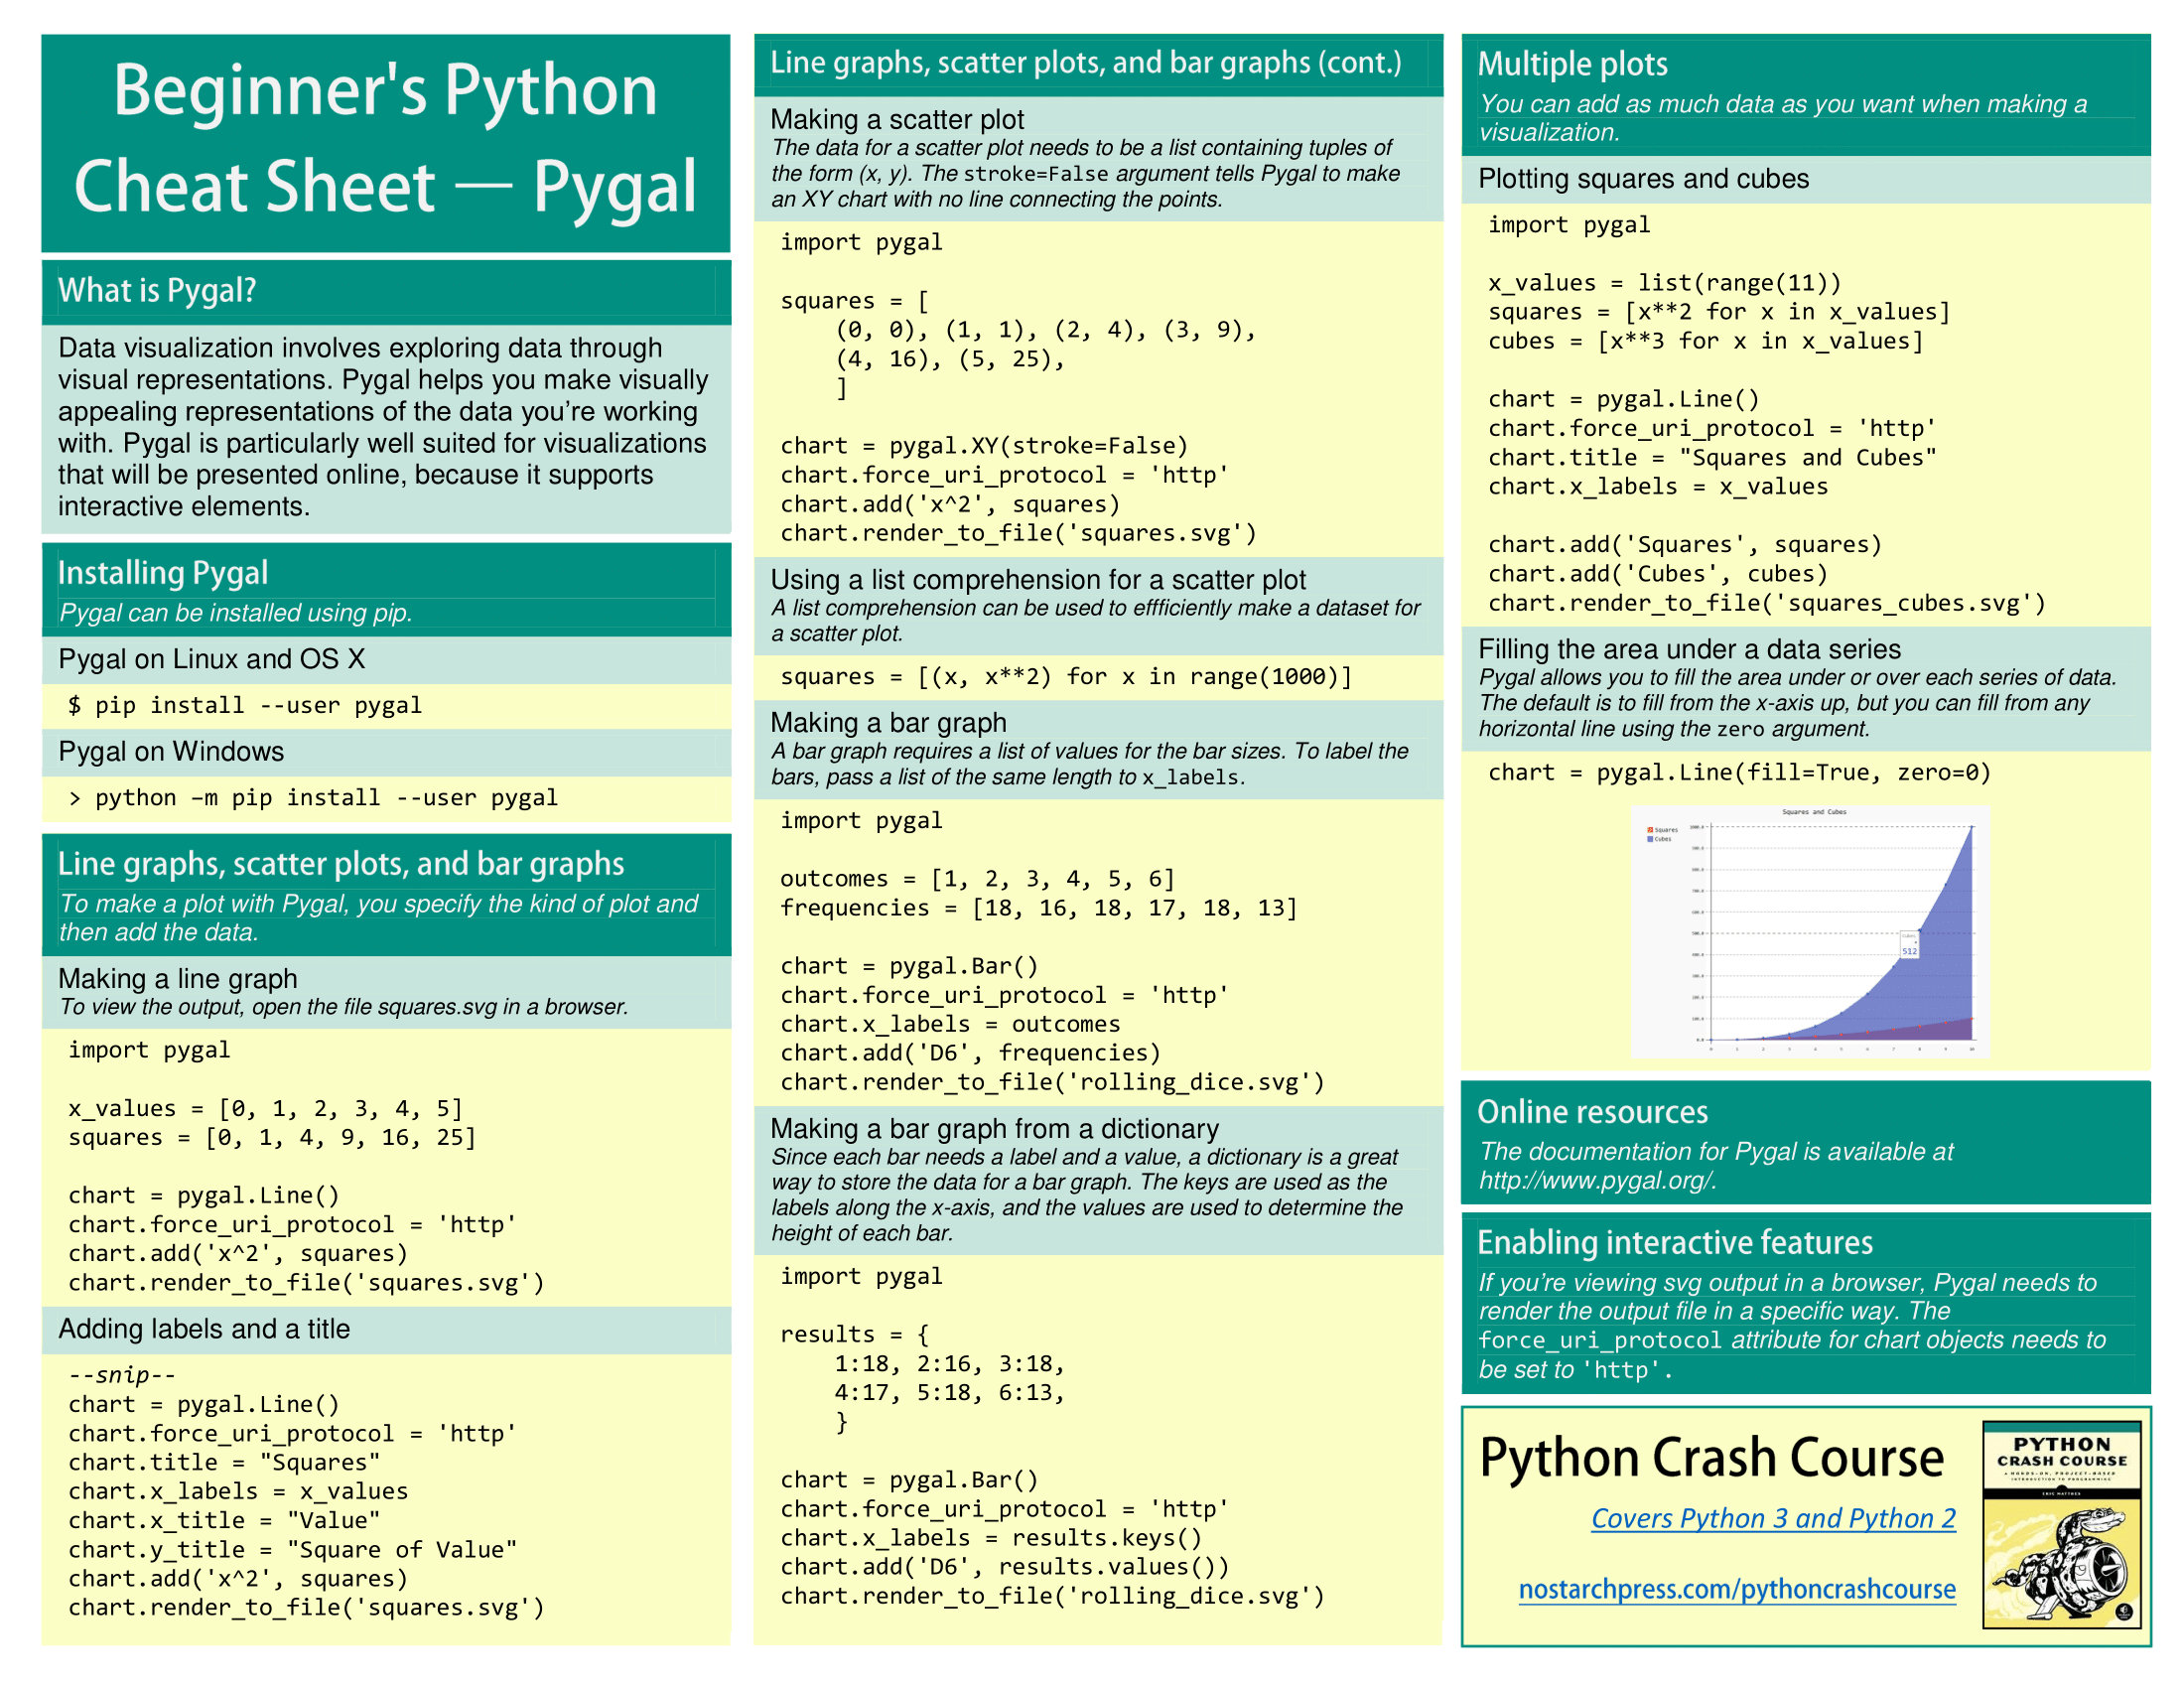 Beginner's Python
Cheat Sheet — Pygal
What is Pygal?
Data visualization involves exploring data through
visual representations. Pygal helps you make visually
appealing representations of the data you’re working
with. Pygal is particularly well suited for visualizations
that will be presented online, because it supports
interactive elements.
Installing Pygal
Pygal can be installed using pip.
Pygal on Linux and OS X
$ pip install --user pygal
Pygal on Windows
> python –m pip install --user pygal
Line graphs, scatter plots, and bar graphs
To make a plot with Pygal, you specify the kind of plot and
then add the data.
Making a line graph
To view the output, open the file squares.svg in a browser.
import pygal
x_values = [0, 1, 2, 3, 4, 5]
squares = [0, 1, 4, 9, 16, 25]
chart = pygal.Line()
chart.force_uri_protocol = 'http'
chart.add('x^2', squares)
chart.render_to_file('squares.svg')
Adding labels and a title
--snip--
chart = pygal.Line()
chart.force_uri_protocol = 'http'
chart.title = "Squares"
chart.x_labels = x_values
chart.x_title = "Value"
chart.y_title = "Square of Value"
chart.add('x^2', squares)
chart.render_to_file('squares.svg')
Line graphs, scatter plots, and bar graphs (cont.)
Making a scatter plot
The data for a scatter plot needs to be a list containing tuples of
the form (x, y). The stroke=False argument tells Pygal to make
an XY chart with no line connecting the points.
import pygal
squares = [
    (0, 0), (1, 1), (2, 4), (3, 9),
    (4, 16), (5, 25),
    ]
chart = pygal.XY(stroke=False)
chart.force_uri_protocol = 'http'
chart.add('x^2', squares)
chart.render_to_file('squares.svg')
Using a list comprehension for a scatter plot
A list comprehension can be used to effficiently make a dataset for
a scatter plot.
squares = [(x, x**2) for x in range(1000)]
Making a bar graph
A bar graph requires a list of values for the bar sizes. To label the
bars, pass a list of the same length to x_labels.
import pygal
outcomes = [1, 2, 3, 4, 5, 6]
frequencies = [18, 16, 18, 17, 18, 13]
chart = pygal.Bar()
chart.force_uri_protocol = 'http'
chart.x_labels = outcomes
chart.add('D6', frequencies)
chart.render_to_file('rolling_dice.svg')
Making a bar graph from a dictionary
Since each bar needs a label and a value, a dictionary is a great
way to store the data for a bar graph. The keys are used as the
labels along the x-axis, and the values are used to determine the
height of each bar.
import pygal
results = {
    1:18, 2:16, 3:18,
    4:17, 5:18, 6:13,
    }
chart = pygal.Bar()
chart.force_uri_protocol = 'http'
chart.x_labels = results.keys()
chart.add('D6', results.values())
chart.render_to_file('rolling_dice.svg')
Multiple plots
You can add as much data as you want when making a
visualization.
Plotting squares and cubes
import pygal
x_values = list(range(11))
squares = [x**2 for x in x_values]
cubes = [x**3 for x in x_values]
chart = pygal.Line()
chart.force_uri_protocol = 'http'
chart.title = "Squares and Cubes"
chart.x_labels = x_values
chart.add('Squares', squares)
chart.add('Cubes', cubes)
chart.render_to_file('squares_cubes.svg')
Filling the area under a data series
Pygal allows you to fill the area under or over each series of data.
The default is to fill from the x-axis up, but you can fill from any
horizontal line using the zero argument.
chart = pygal.Line(fill=True, zero=0)
Squares and Cubes
Squares
Cubes
Cubes
512
Online resources
The documentation for Pygal is available at
http://www.pygal.org/.
Enabling interactive features
If you’re viewing svg output in a browser, Pygal needs to
render the output file in a specific way. The
force_uri_protocol attribute for chart objects needs to
be set to 'http'.
Python Crash Course
Covers Python 3 and Python 2
nostarchpress.com/pythoncrashcourse
PYTHON
CRASH COURSE
A HANDS-ON, PROJECT-BASED
INTRODUCTION TO PROGRAMMING
ERIC MATTHES